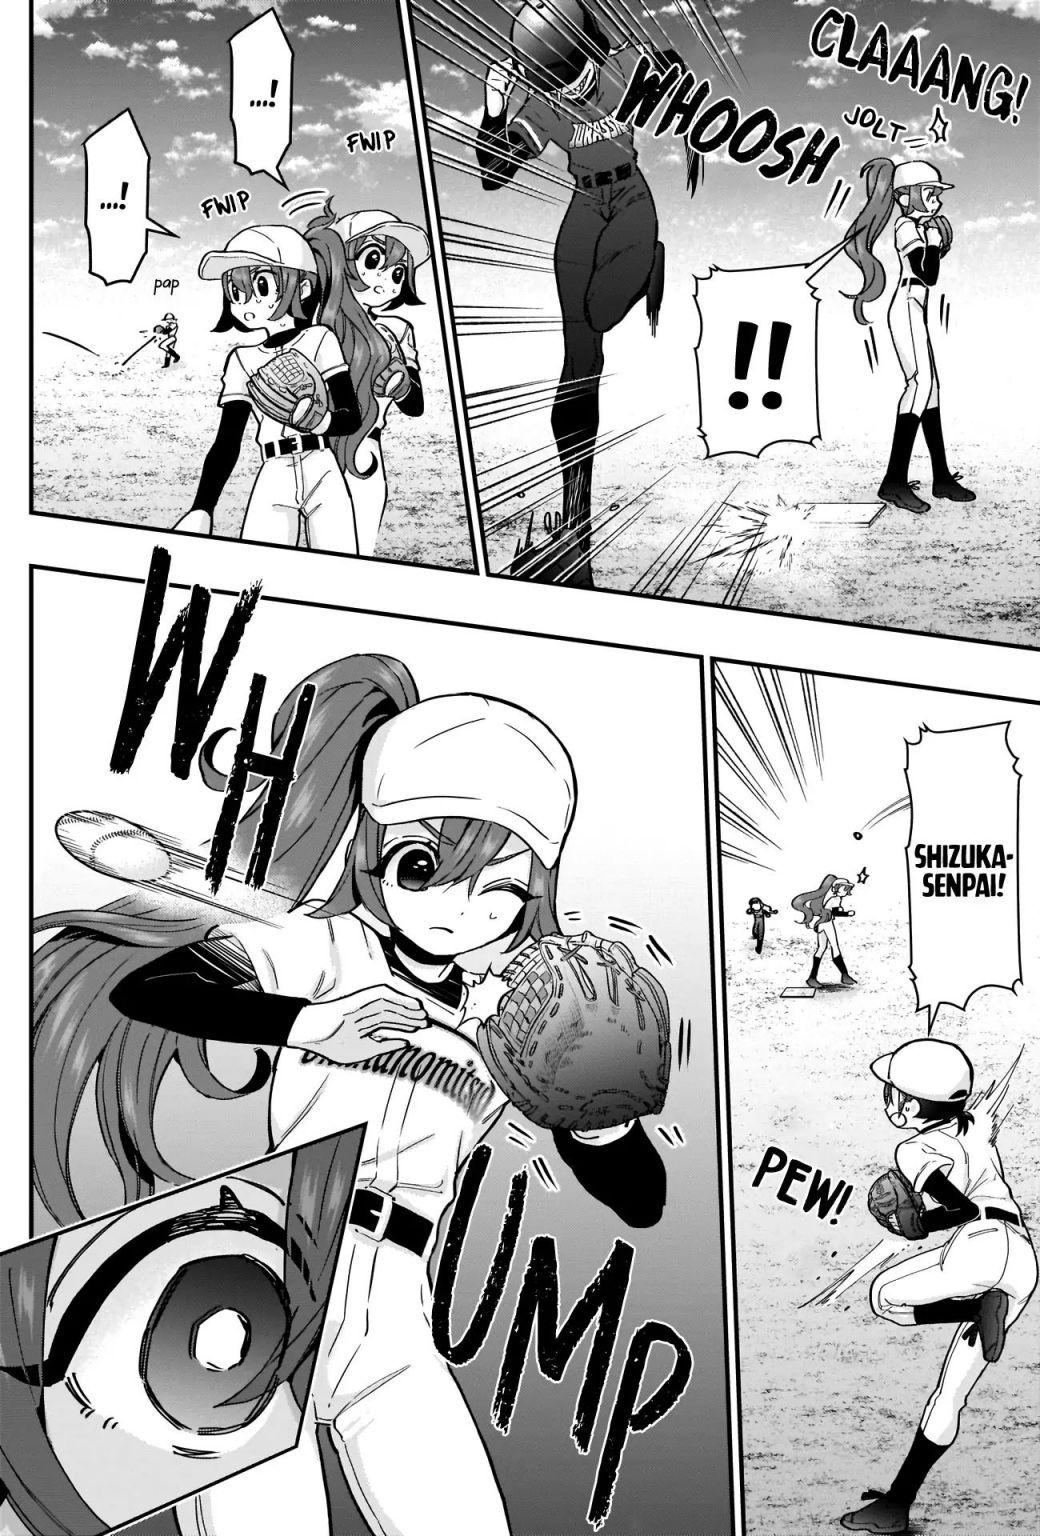 CLAAANG!
JOLT
WHOOSH
!!
FWIP
...!
FWIP
...!
pap
SHIZUKA-
SENPAI!
PEW!
WH
UMP